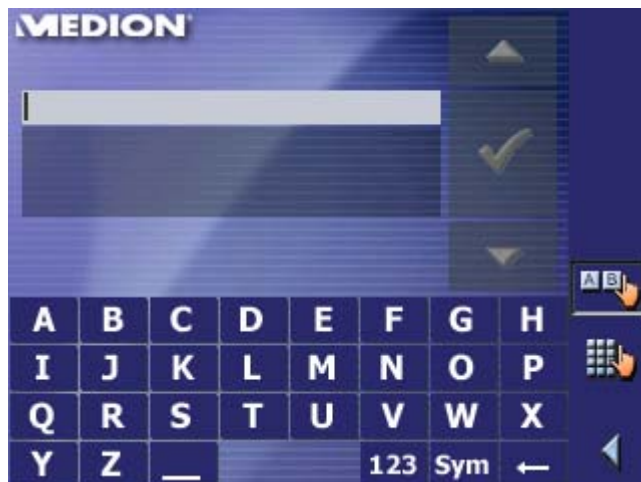 MEDION
A B
A B C D E F G H
I J K L M N O P
Q R S T U V W X
Y Z _ 123 Sym ←